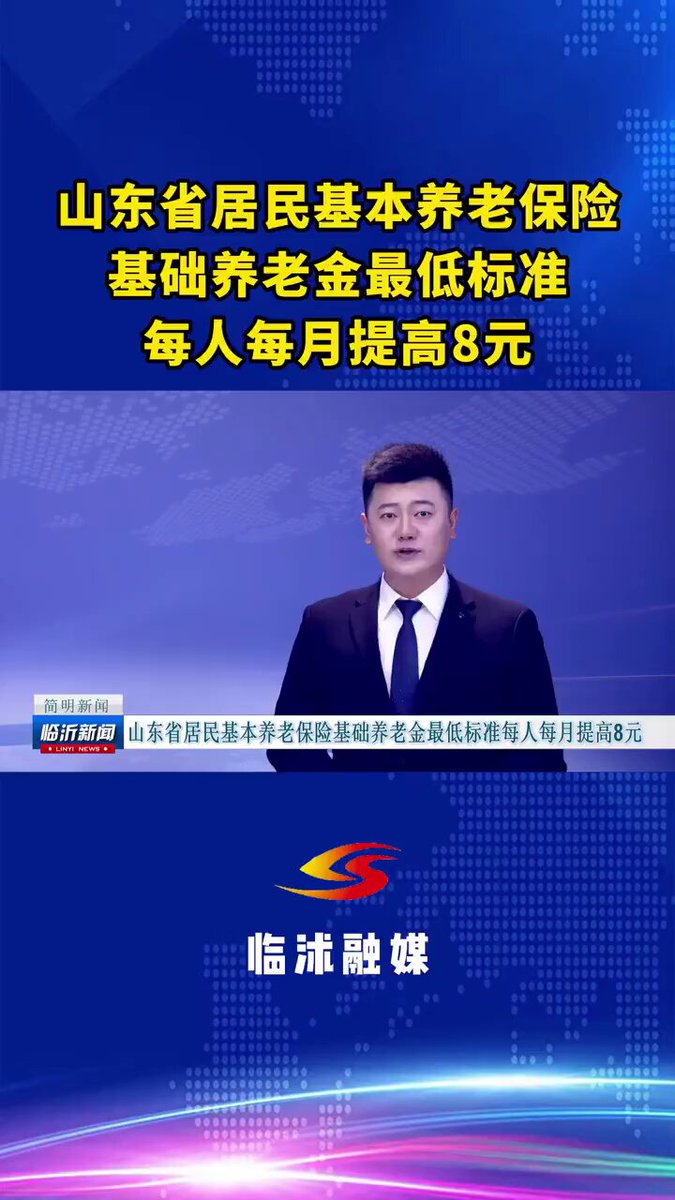 山东省居民基本养老保险
基础养老金最低标准
每人每月提高8元
简明新闻
临沂新闻
LINYI NEWS
山东省居民基本养老保险基础养老金最低标准每人每月提高8元
临沭融媒